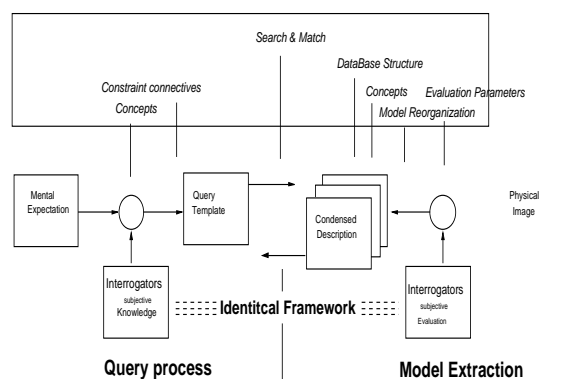 Search & Match
DataBase Structure
Constraint connectives
Concepts
Concepts
Evaluation Parameters
Model Reorganization
Mental
Expectation
Query
Template
Condensed
Description
Physical
Image
Interrogators
subjective
Knowledge
Identitcal Framework
Interrogators
subjective
Evaluation
Query process
Model Extraction